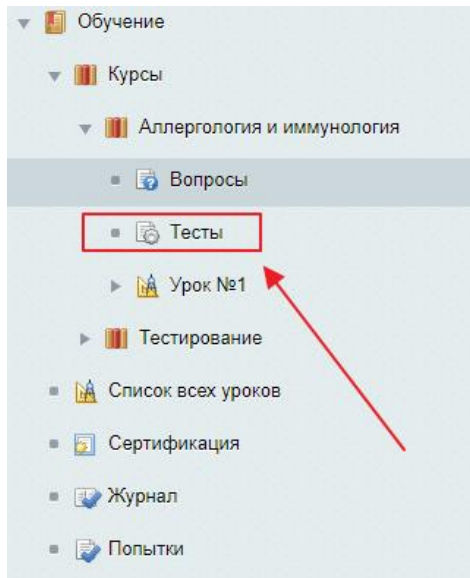 Обучение
Курсы
Аллергология и иммунология
Вопросы
Тесты
Урок №1
Тестирование
Список всех уроков
Сертификация
Журнал
Попытки